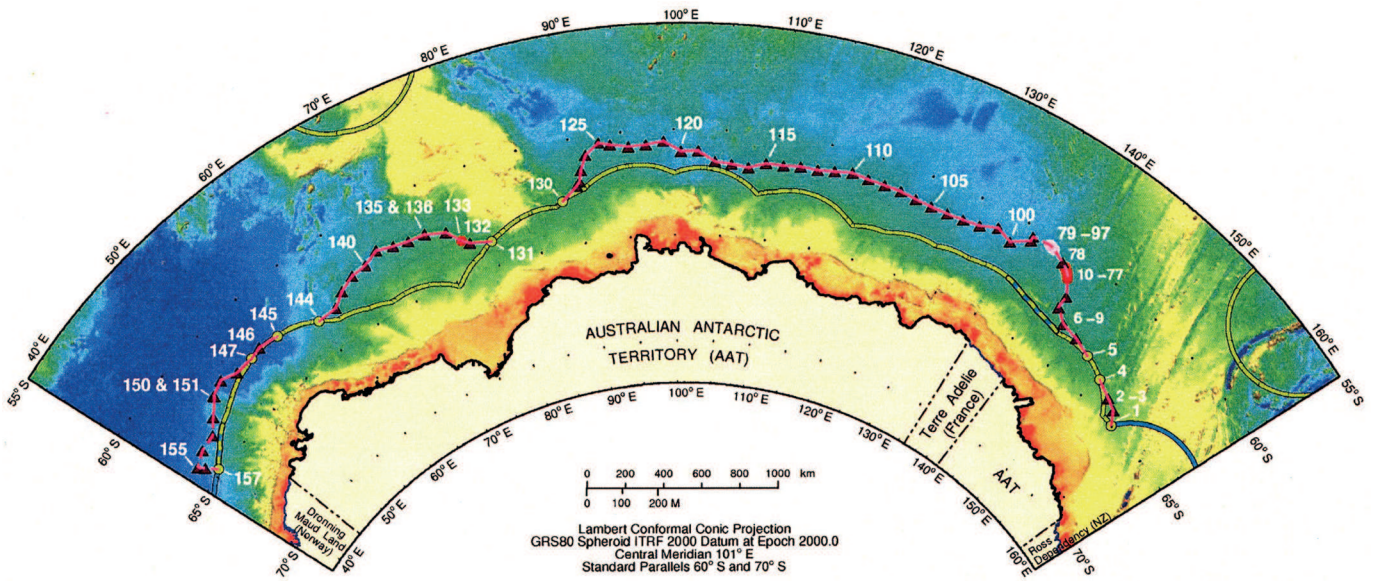 100° E
90° E
110° E
80° E
120° E
70° E
130° E
60° E
140° E
50° E
150° E
40° E
160° E
55° S
60° S
65° S
70° S
55° S
60° S
65° S
70° S
125
120
115
110
105
100
130
135 & 136
133
132
131
140
79 –97
78
10 –77
6 –9
5
4
2 –3
1
144
145
146
147
150 & 151
155
157
AUSTRALIAN ANTARCTIC
TERRITORY (AAT)
Terre Adelie
(France)
AAT
Ross
Dependency (NZ)
Dronning
Maud Land
(Norway)
40° E
50° E
60° E
70° E
80° E
90° E
100° E
110° E
120° E
130° E
140° E
150° E
160° E
0 200 400 600 800 1000 km
0 100 200 M
Lambert Conformal Conic Projection
GRS80 Spheroid ITRF 2000 Datum at Epoch 2000.0
Central Meridian 101° E
Standard Parallels 60° S and 70° S